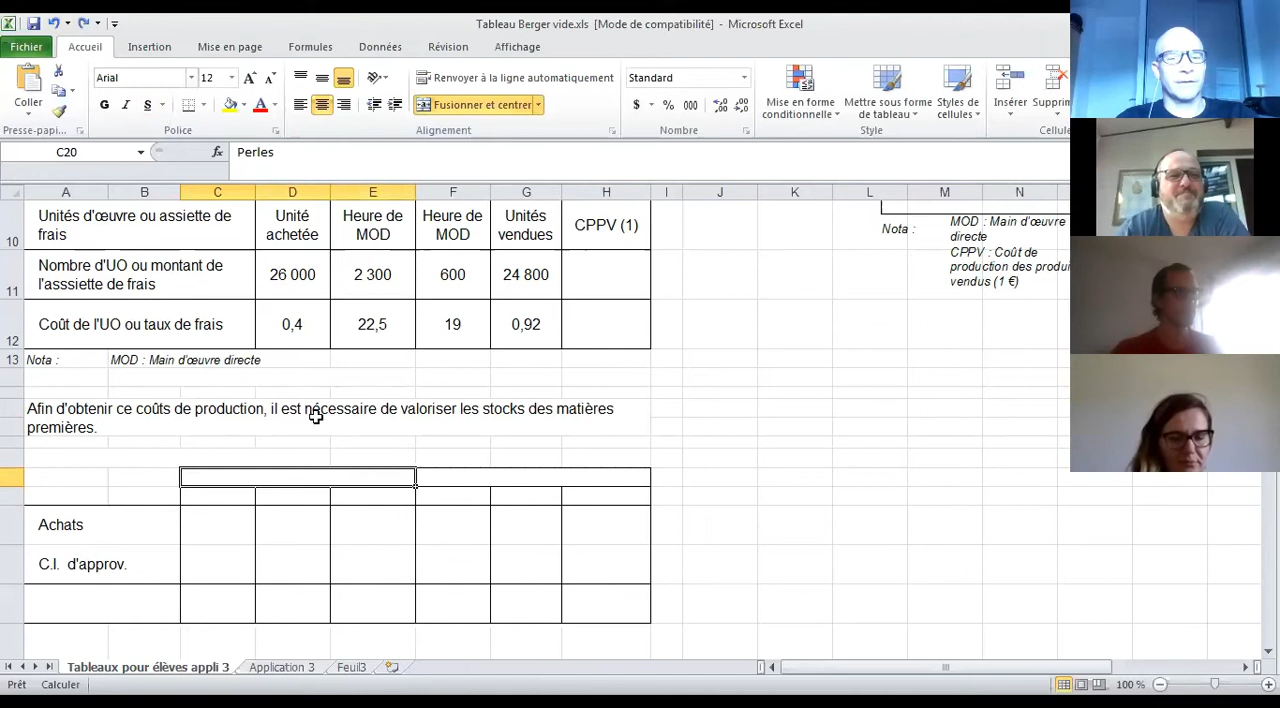 Tableau Berger vide.xls [Mode de compatibilité] - Microsoft Excel
Fichier Accueil Insertion Mise en page Formules Données Révision Affichage
Coller
Arial 12
G I S
Renvoyer à la ligne automatiquement
Fusionner et centrer
Standard
$ % 000
Mise en forme conditionnelle
Mettre sous forme de tableau
Styles de cellules
Insérer
Supprim
Presse-papi... Police Alignement Nombre Style Cellule
C20 fx Perles
A B C D E F G H I J K L M N O P Q
10 Unités d'œuvre ou assiette de frais Unité achetée Heure de MOD Heure de MOD Unités vendues CPPV (1)
11 Nombre d'UO ou montant de l'asssiette de frais 26 000 2 300 600 24 800
12 Coût de l'UO ou taux de frais 0,4 22,5 19 0,92
13 Nota : MOD : Main d'œuvre directe
Nota : MOD : Main d'œuvre
directe
CPPV : Coût de
production des produi
vendus (1 €)
Afin d'obtenir ce coûts de production, il est nécessaire de valoriser les stocks des matières
premières.
Achats
C.I. d'approv.
Tableaux pour élèves appli 3 Application 3 Feuil3
Prêt Calculer 100 %